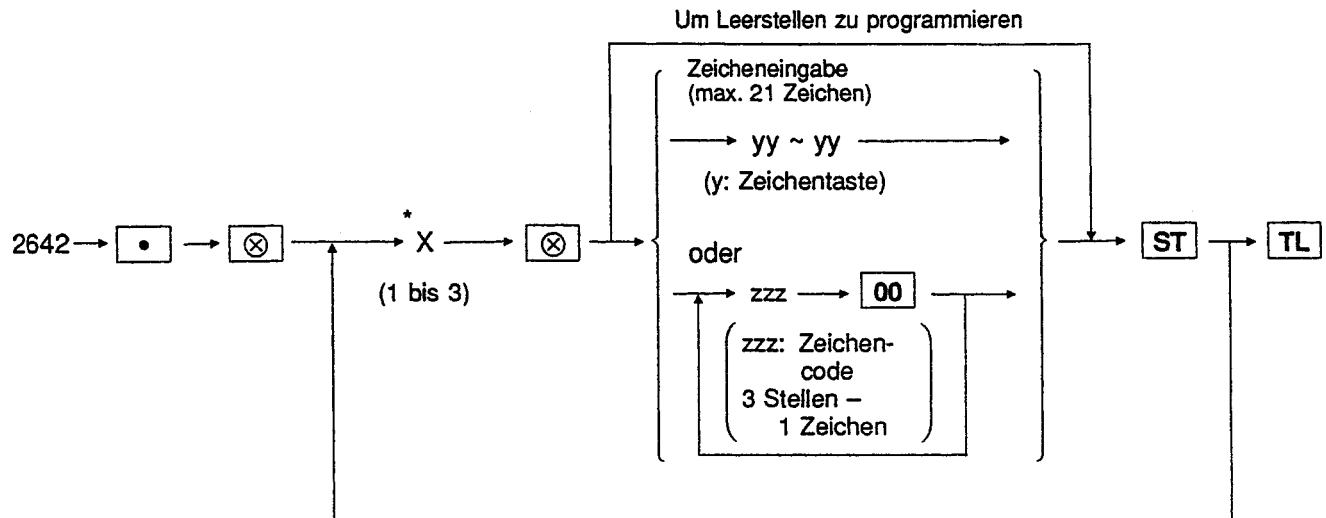 Um Leerstellen zu programmieren
Zeicheneingabe
(max. 21 Zeichen)
yy ~ yy
(y: Zeichentaste)
2642 • ⊗ * X ⊗ ST TL
(1 bis 3)
oder
zzz 00
zzz: Zeichen-
code
3 Stellen –
1 Zeichen